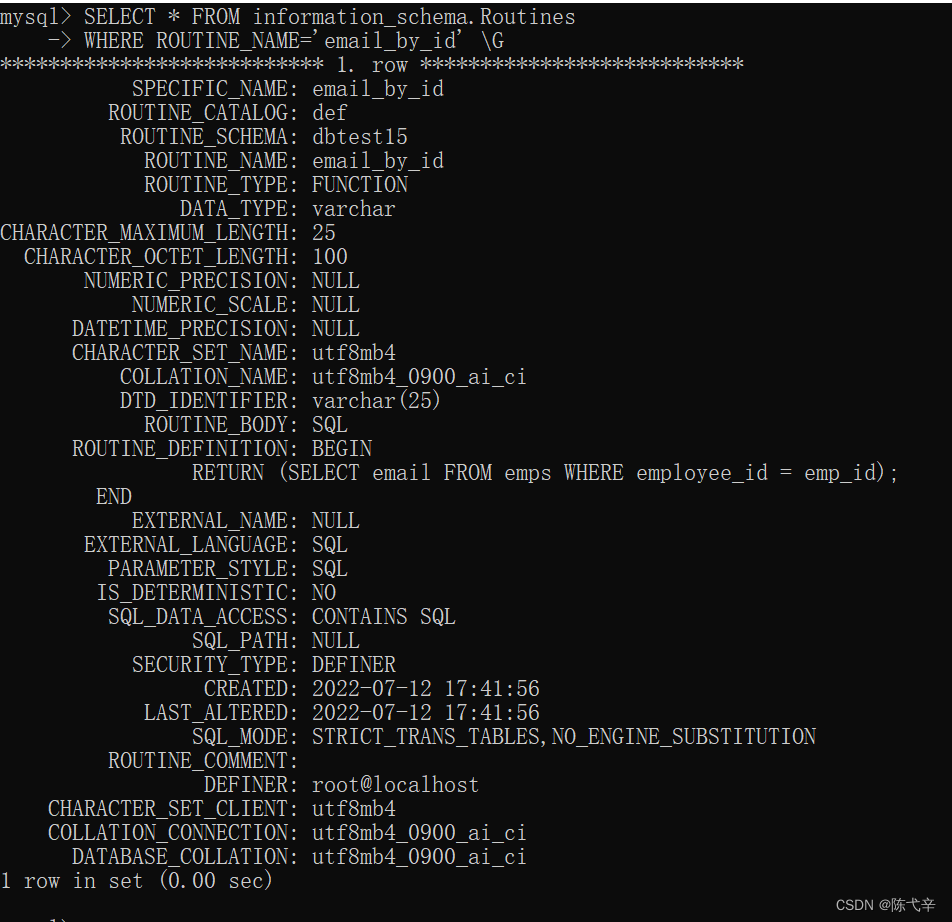 mysql> SELECT * FROM information_schema.Routines
    -> WHERE ROUTINE_NAME='email_by_id' \G
*************************** 1. row ***************************
           SPECIFIC_NAME: email_by_id
         ROUTINE_CATALOG: def
          ROUTINE_SCHEMA: dbtest15
            ROUTINE_NAME: email_by_id
            ROUTINE_TYPE: FUNCTION
               DATA_TYPE: varchar
CHARACTER_MAXIMUM_LENGTH: 25
  CHARACTER_OCTET_LENGTH: 100
       NUMERIC_PRECISION: NULL
           NUMERIC_SCALE: NULL
      DATETIME_PRECISION: NULL
      CHARACTER_SET_NAME: utf8mb4
          COLLATION_NAME: utf8mb4_0900_ai_ci
          DTD_IDENTIFIER: varchar(25)
            ROUTINE_BODY: SQL
      ROUTINE_DEFINITION: BEGIN
                RETURN (SELECT email FROM emps WHERE employee_id = emp_id);
        END
           EXTERNAL_NAME: NULL
       EXTERNAL_LANGUAGE: SQL
         PARAMETER_STYLE: SQL
        IS_DETERMINISTIC: NO
         SQL_DATA_ACCESS: CONTAINS SQL
                SQL_PATH: NULL
           SECURITY_TYPE: DEFINER
                 CREATED: 2022-07-12 17:41:56
            LAST_ALTERED: 2022-07-12 17:41:56
                SQL_MODE: STRICT_TRANS_TABLES,NO_ENGINE_SUBSTITUTION
         ROUTINE_COMMENT:
                 DEFINER: root@localhost
    CHARACTER_SET_CLIENT: utf8mb4
    COLLATION_CONNECTION: utf8mb4_0900_ai_ci
      DATABASE_COLLATION: utf8mb4_0900_ai_ci
1 row in set (0.00 sec)
CSDN @陈弋辛